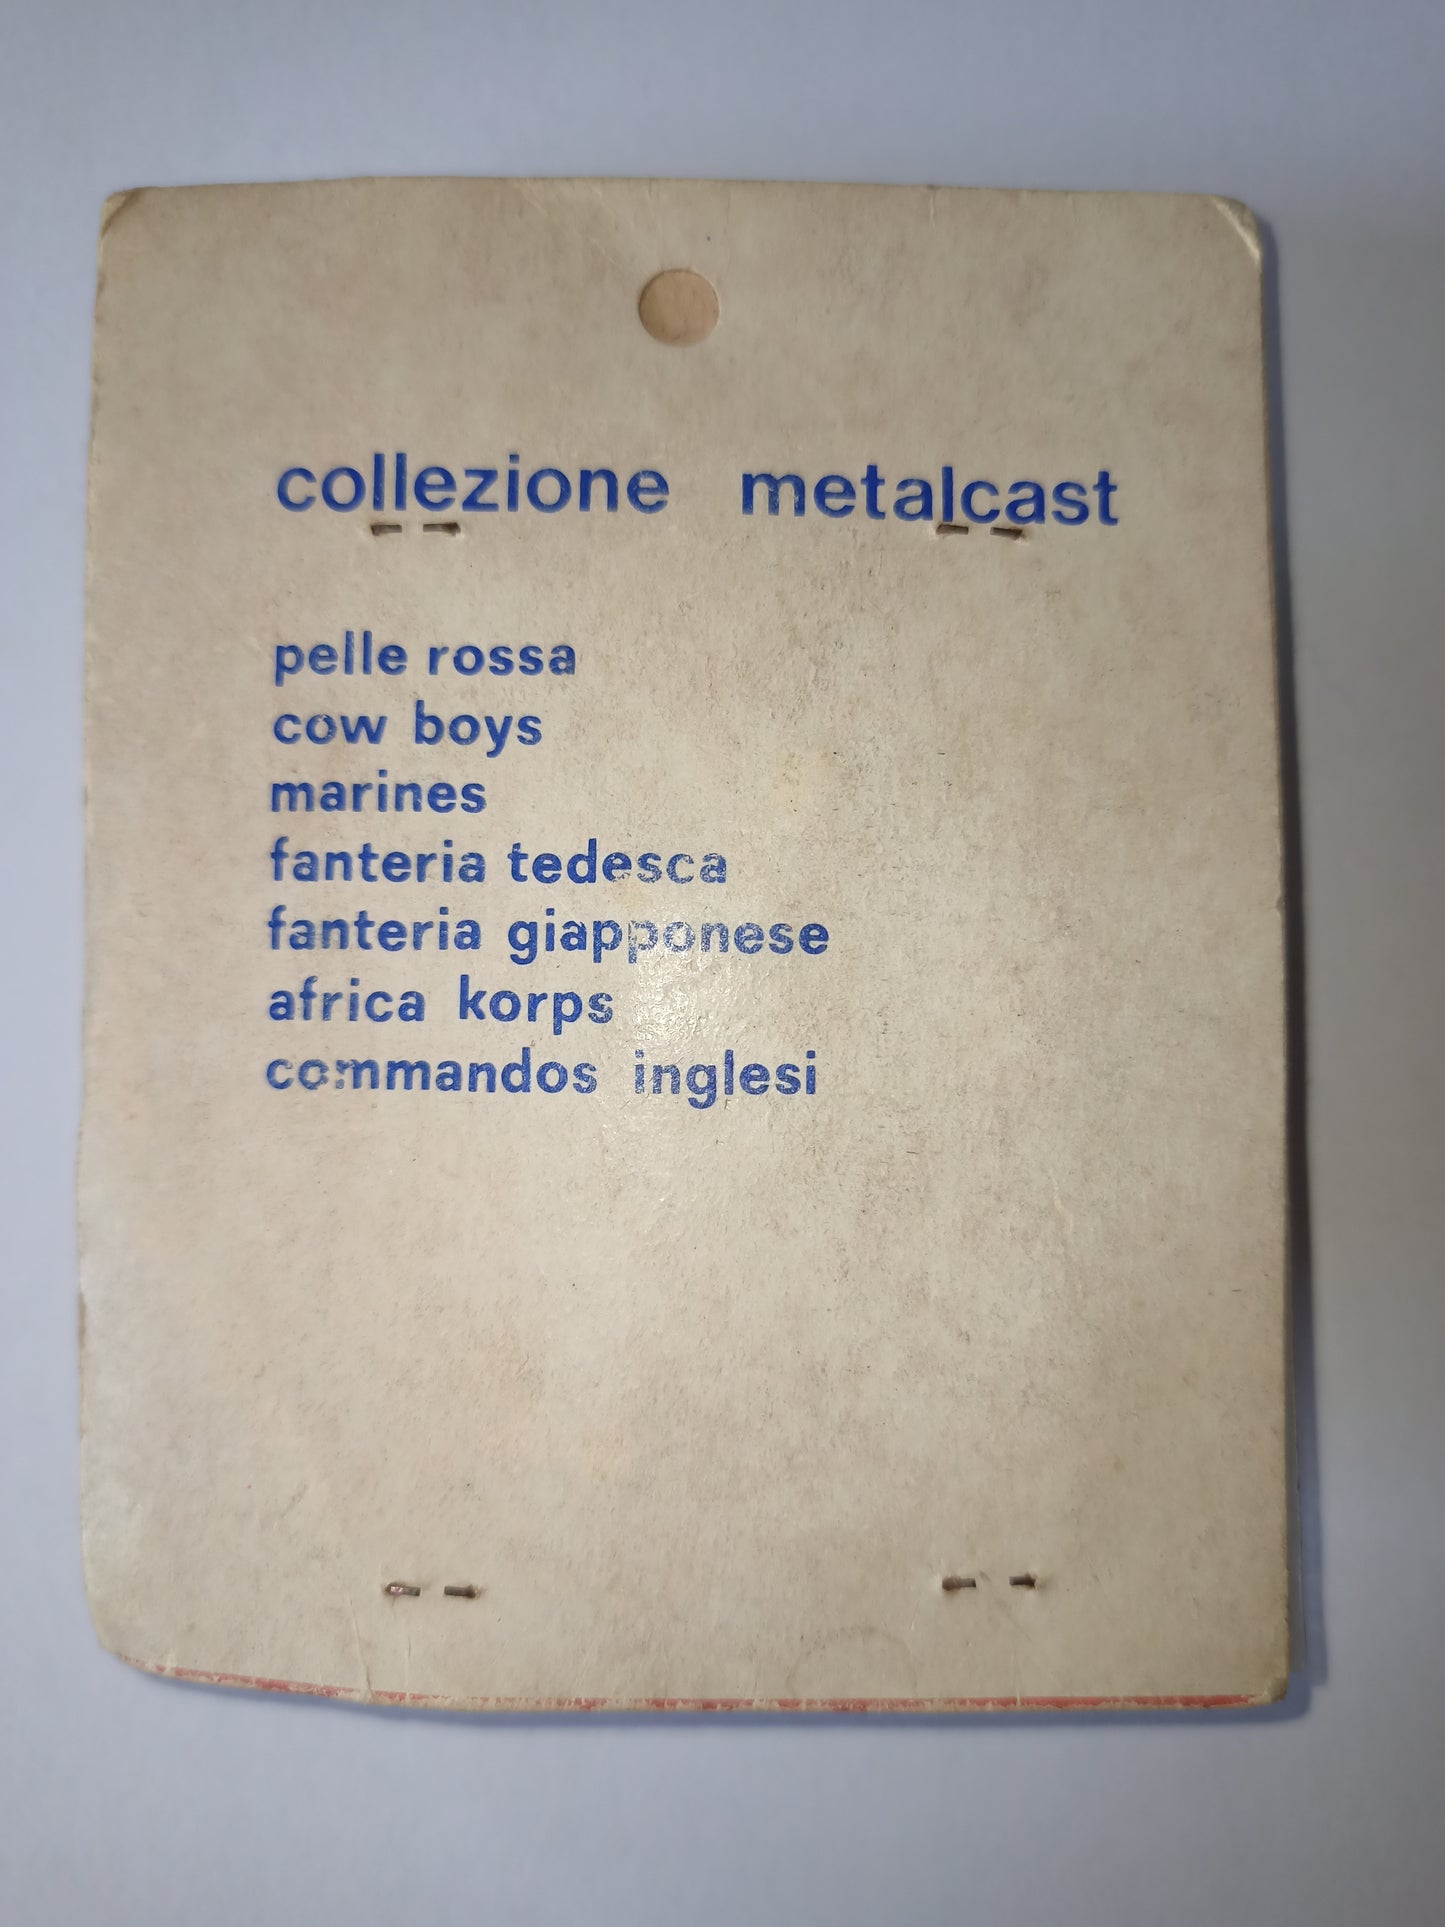 collezione metalcast
pelle rossa
cow boys
marines
fanteria tedesca
fanteria giapponese
africa korps
commandos inglesi